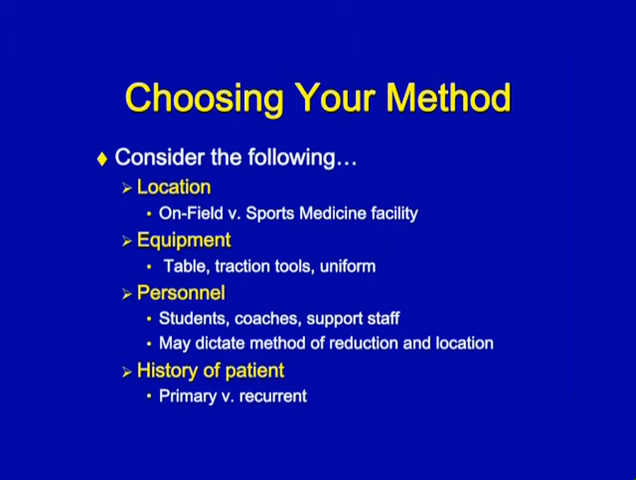 Choosing Your Method
Consider the following…
Location
On-Field v. Sports Medicine facility
Equipment
Table, traction tools, uniform
Personnel
Students, coaches, support staff
May dictate method of reduction and location
History of patient
Primary v. recurrent